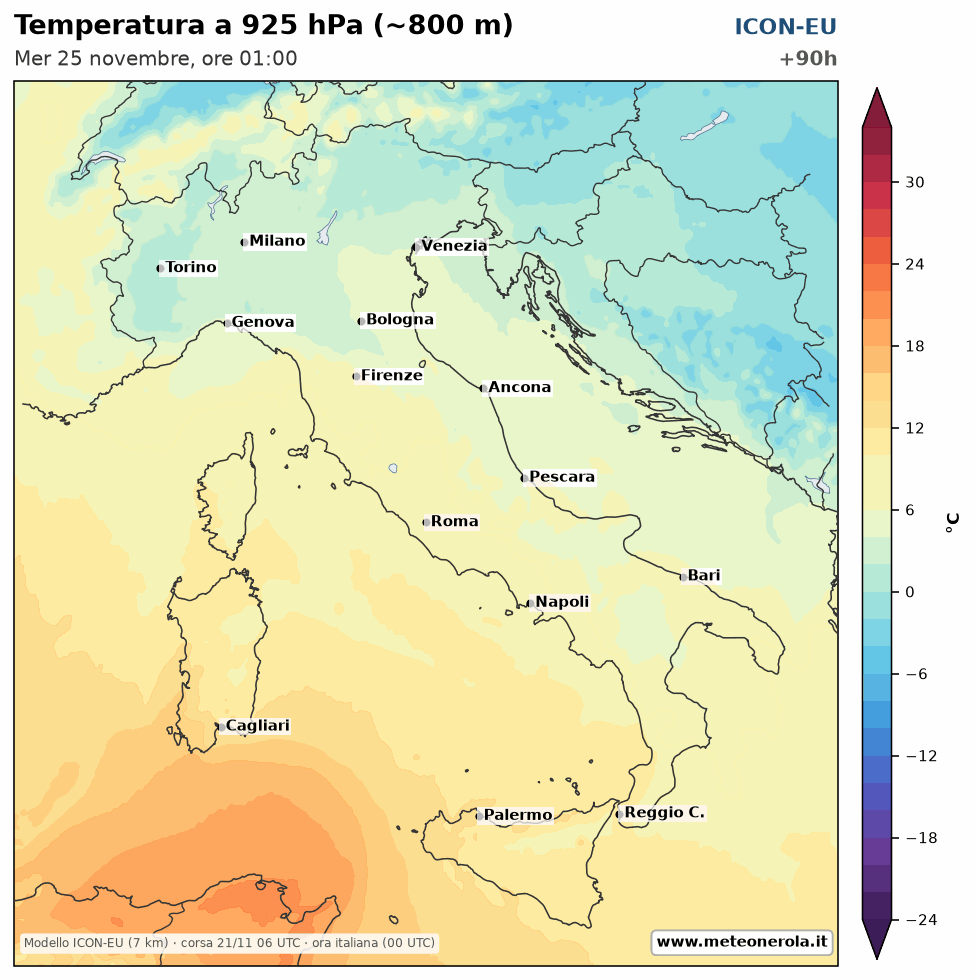 Temperatura a 925 hPa (~800 m)
ICON-EU
Mer 25 novembre, ore 01:00
+90h
Milano
Venezia
Torino
Genova
Bologna
Firenze
Ancona
Pescara
Roma
Bari
Napoli
Cagliari
Palermo
Reggio C.
30
24
18
12
6
0
−6
−12
−18
−24
°C
Modello ICON-EU (7 km) · corsa 21/11 06 UTC · ora italiana (00 UTC)
www.meteonerola.it